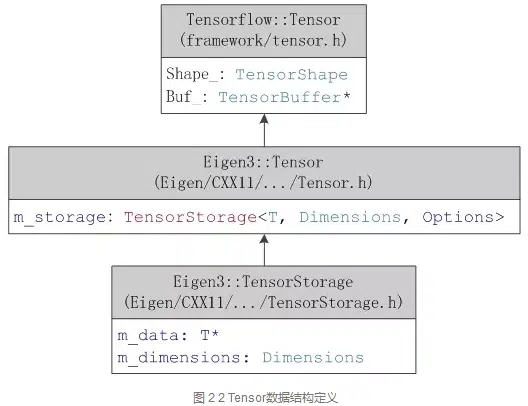 Tensorflow::Tensor
(framework/tensor.h)
Shape_: TensorShape
Buf_: TensorBuffer*
Eigen3::Tensor
(Eigen/CXX11/.../Tensor.h)
m_storage: TensorStorage<T, Dimensions, Options>
Eigen3::TensorStorage
(Eigen/CXX11/.../TensorStorage.h)
m_data: T*
m_dimensions: Dimensions
图 2 2 Tensor数据结构定义